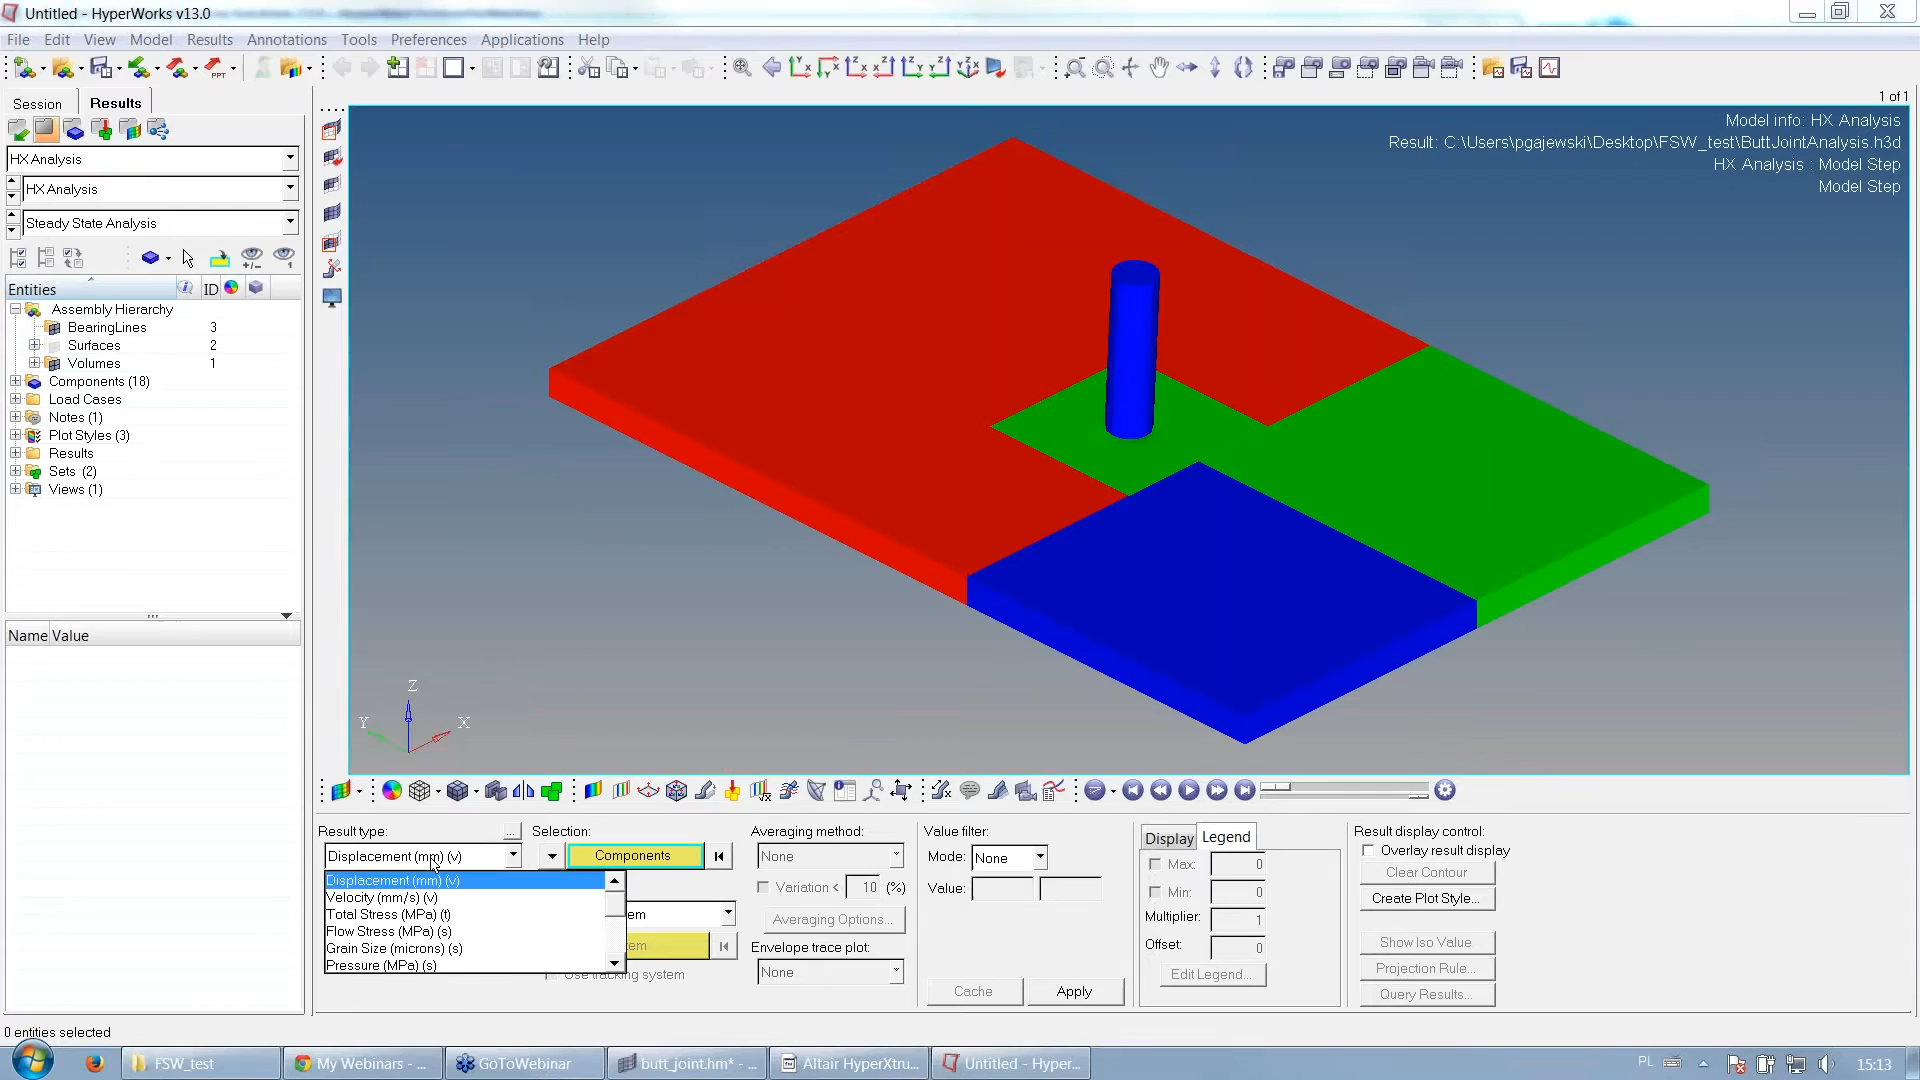 Untitled - HyperWorks v13.0
File Edit View Model Results Annotations Tools Preferences Applications Help
Session Results
1 of 1
Model info: HX Analysis
Result: C:\Users\pgajewski\Desktop\FSW_test\ButtJointAnalysis.h3d
HX Analysis : Model Step
Model Step
HX Analysis
HX Analysis
Steady State Analysis
Entities ID
Assembly Hierarchy
BearingLines 3
Surfaces 2
Volumes 1
Components (18)
Load Cases
Notes (1)
Plot Styles (3)
Results
Sets (2)
Views (1)
Name Value
Z
Y X
Result type: ... Selection: Averaging method: Value filter: Display Legend Result display control:
Displacement (mm) (v) Components None Mode: None Max: 0 Overlay result display
Displacement (mm) (v) Variation < 10 (%) Value: Min: 0 Clear Contour
Velocity (mm/s) (v) Create Plot Style...
Total Stress (MPa) (t) em Averaging Options... Multiplier: 1
Flow Stress (MPa) (s) Offset: 0 Show Iso Value
Grain Size (microns) (s) em Envelope trace plot: Edit Legend... Projection Rule...
Pressure (MPa) (s) Use tracking system None Cache Apply Query Results...
0 entities selected
FSW_test My Webinars - ... GoToWebinar butt_joint.hm* - ... Altair HyperXtru... Untitled - Hyper... PL 15:13